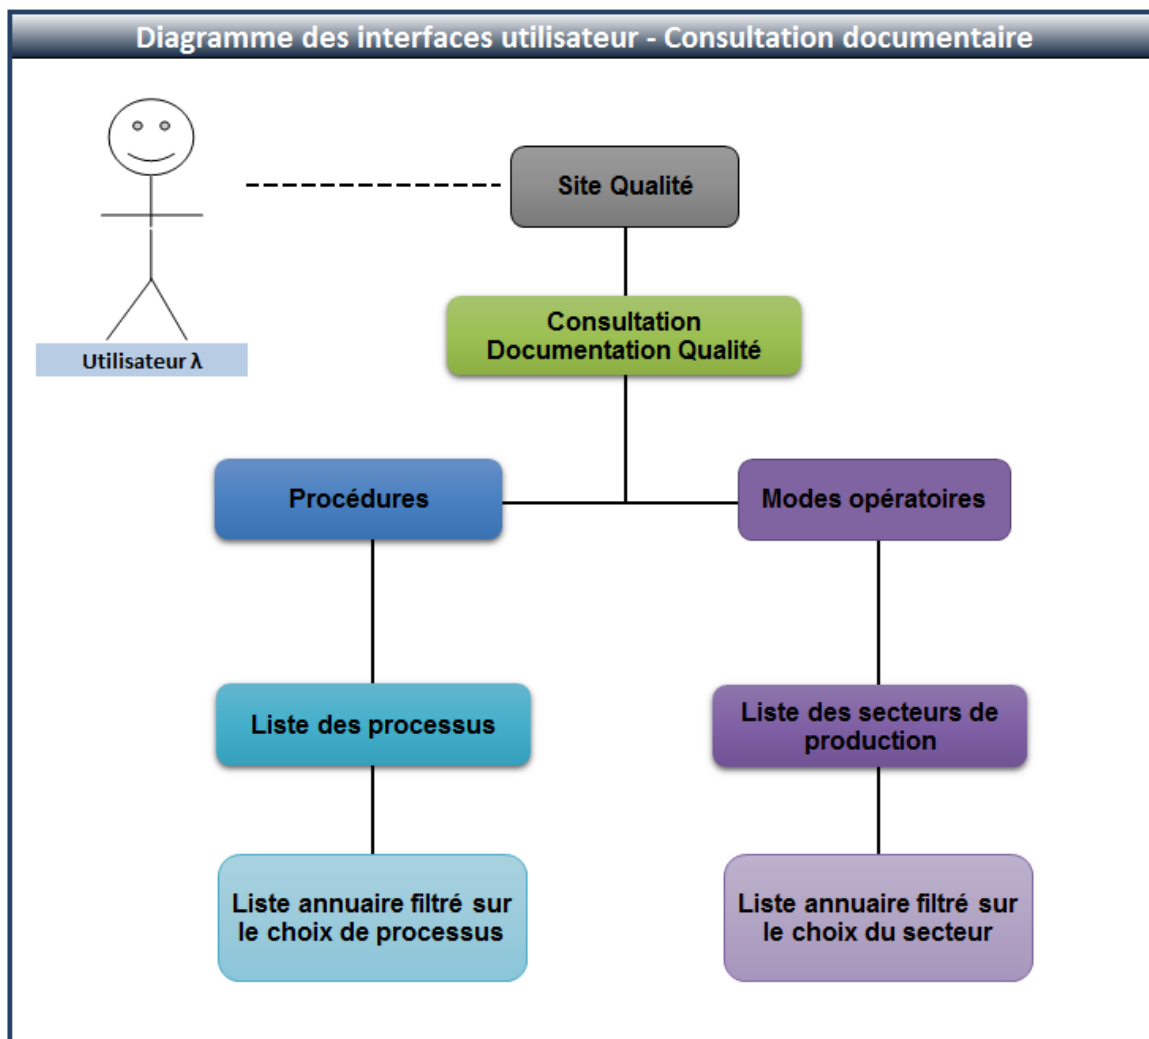 Diagramme des interfaces utilisateur - Consultation documentaire
Site Qualité
Consultation
Documentation Qualité
Utilisateur λ
Procédures
Modes opératoires
Liste des processus
Liste des secteurs de
production
Liste annuaire filtré sur
le choix de processus
Liste annuaire filtré sur
le choix du secteur